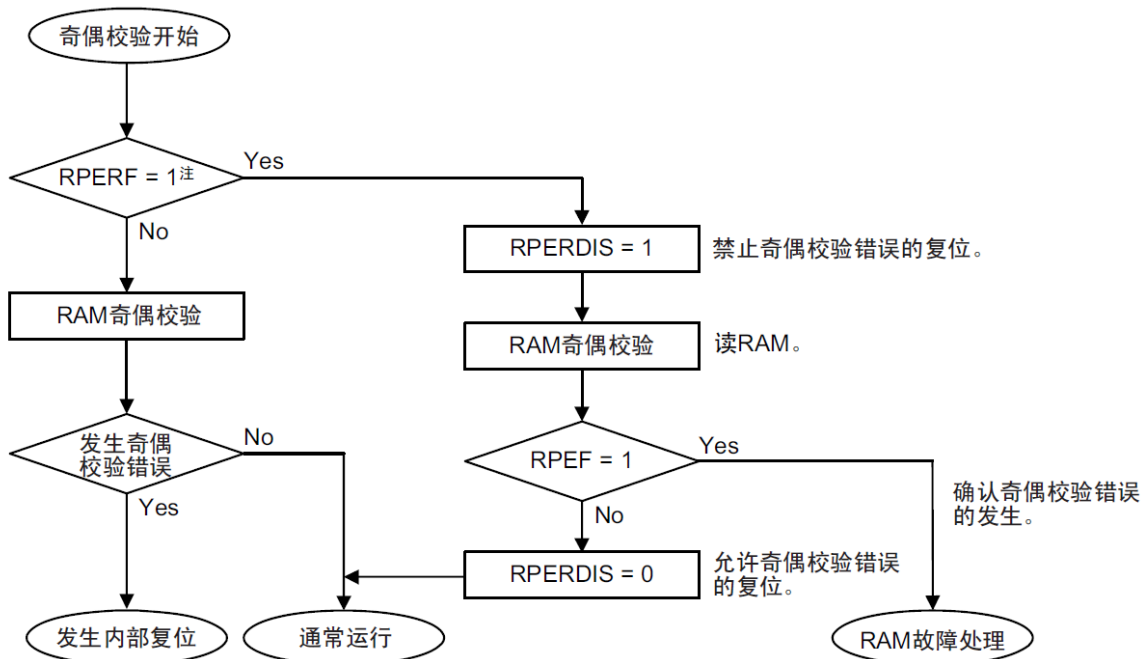 奇偶校验开始
RPERF = 1注
Yes
No
RPERDIS = 1
禁止奇偶校验错误的复位。
RAM奇偶校验
RAM奇偶校验
读RAM。
发生奇偶
校验错误
No
Yes
RPEF = 1
Yes
No
确认奇偶校验错误
的发生。
RPERDIS = 0
允许奇偶校验错误
的复位。
发生内部复位
通常运行
RAM故障处理